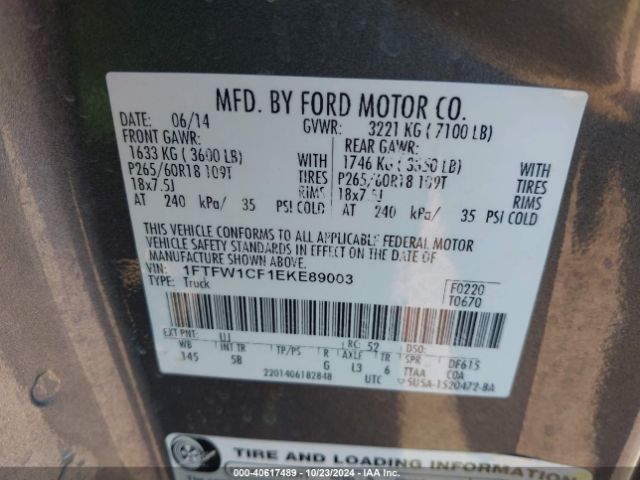 MFD. BY FORD MOTOR CO.
DATE: 06/14 GVWR: 3221 KG ( 7100 LB)
FRONT GAWR: REAR GAWR:
1633 KG ( 3600 LB) WITH 1746 KG ( 3850 LB) WITH
P265/60R18 109T TIRES P265/60R18 109T TIRES
18x7.5J RIMS 18x7.5J RIMS
AT 240 kPa/ 35 PSI COLD AT 240 kPa/ 35 PSI COLD
THIS VEHICLE CONFORMS TO ALL APPLICABLE FEDERAL MOTOR
VEHICLE SAFETY STANDARDS IN EFFECT ON THE DATE OF
MANUFACTURE SHOWN ABOVE.
VIN: 1FTFW1CF1EKE89003 F0220
TYPE: Truck T0670
EXT PNT: UJ RC: 52 DSO:
WB INT TR TP/PS R AXLE TR SPR DF615
145 5B G L3 6 TTAA COA
2201406182848 UTC
TIRE AND LOADING INFORMATION
Copart 40617489 - 10/23/2024 - IAA Inc.